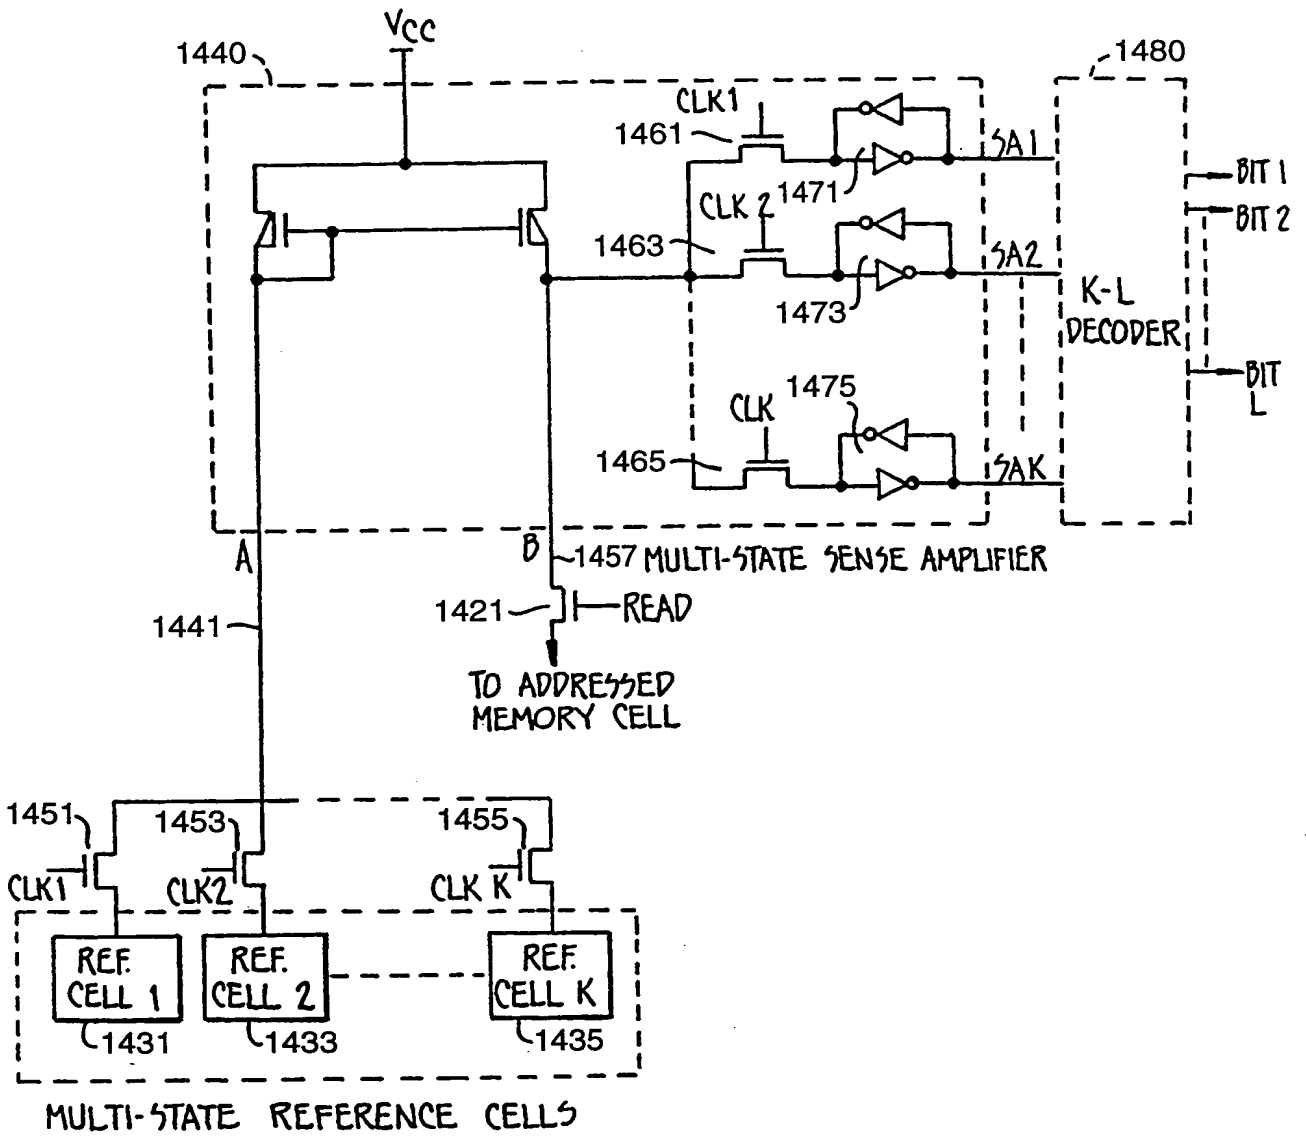 VCC
1440
1480
CLK1
1461
SA1
1471
BIT 1
CLK 2
BIT 2
1463
SA2
K-L
1473
DECODER
1475
BIT
L
CLK
1465
SAK
A
B
1457
MULTI-STATE SENSE AMPLIFIER
1421
READ
1441
TO ADDRESSED
MEMORY CELL
1451
1453
1455
CLK1
CLK2
CLK K
REF.
CELL 1
REF.
CELL 2
REF.
CELL K
1431
1433
1435
MULTI-STATE REFERENCE CELLS